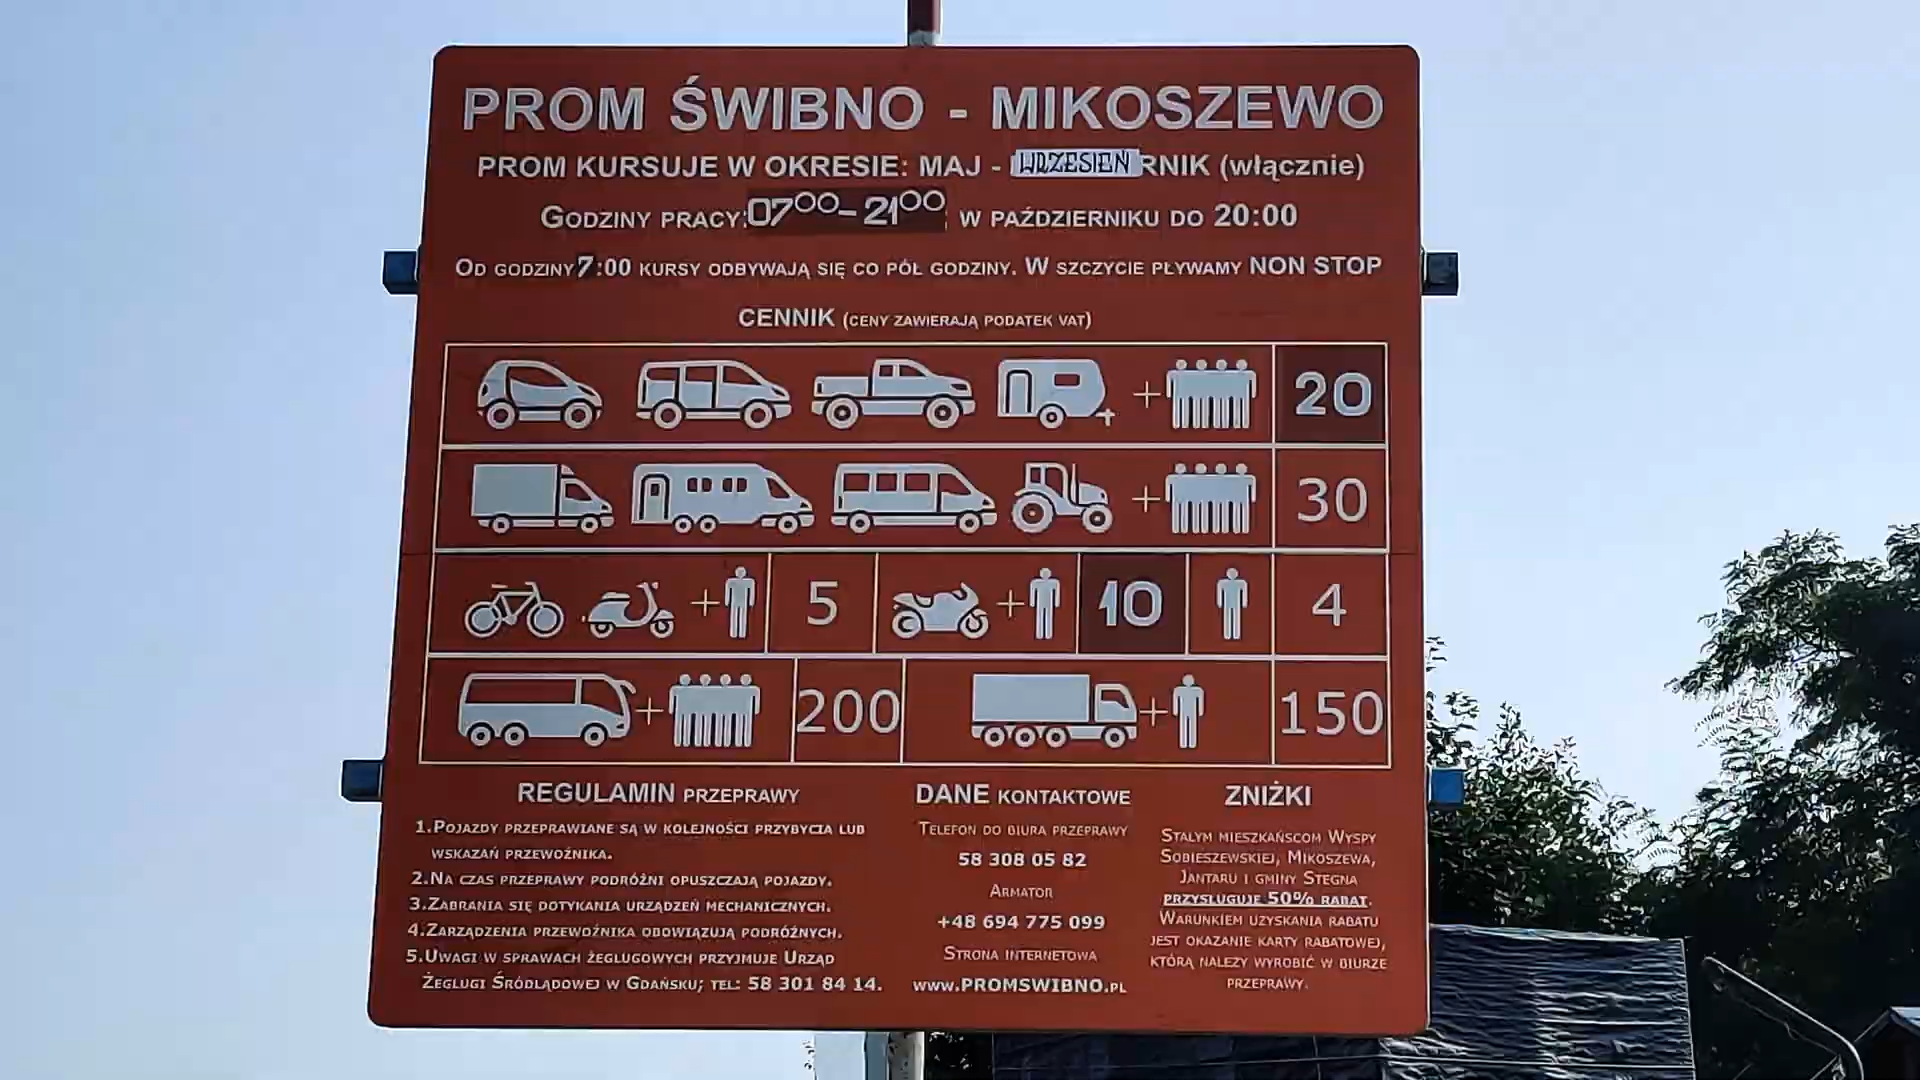 PROM ŚWIBNO - MIKOSZEWO
PROM KURSUJE W OKRESIE: MAJ - WRZESIEŃ RNIK (włącznie)
GODZINY PRACY: 07⁰⁰ - 21⁰⁰ W PAŹDZIERNIKU DO 20:00
OD GODZINY 7:00 KURSY ODBYWAJĄ SIĘ CO PÓŁ GODZINY. W SZCZYCIE PŁYWAMY NON STOP
CENNIK (CENY ZAWIERAJĄ PODATEK VAT)
+ 20
+ 30
+ 5 + 10 4
+ 200 + 150
REGULAMIN PRZEPRAWY
1.POJAZDY PRZEPRAWIANE SĄ W KOLEJNOŚCI PRZYBYCIA LUB
WSKAZAŃ PRZEWOŹNIKA.
2.NA CZAS PRZEPRAWY PODRÓŻNI OPUSZCZAJĄ POJAZDY.
3.ZABRANIA SIĘ DOTYKANIA URZĄDZEŃ MECHANICZNYCH.
4.ZARZĄDZENIA PRZEWOŹNIKA OBOWIĄZUJĄ PODRÓŻNYCH.
5.UWAGI W SPRAWACH ŻEGLUGOWYCH PRZYJMUJE URZĄD
ŻEGLUGI ŚRÓDLĄDOWEJ W GDAŃSKU; TEL: 58 301 84 14.
DANE KONTAKTOWE
TELEFON DO BIURA PRZEPRAWY
58 308 05 82
ARMATOR
+48 694 775 099
STRONA INTERNETOWA
www.PROMSWIBNO.PL
ZNIŻKI
STAŁYM MIESZKAŃSCOM WYSPY
SOBIESZEWSKIEJ, MIKOSZEWA,
JANTARU I GMINY STEGNA
PRZYSŁUGUJE 50% RABAT.
WARUNKIEM UZYSKANIA RABATU
JEST OKAZANIE KARTY RABATOWEJ,
KTÓRĄ NALEŻY WYROBIĆ W BIURZE
PRZEPRAWY.